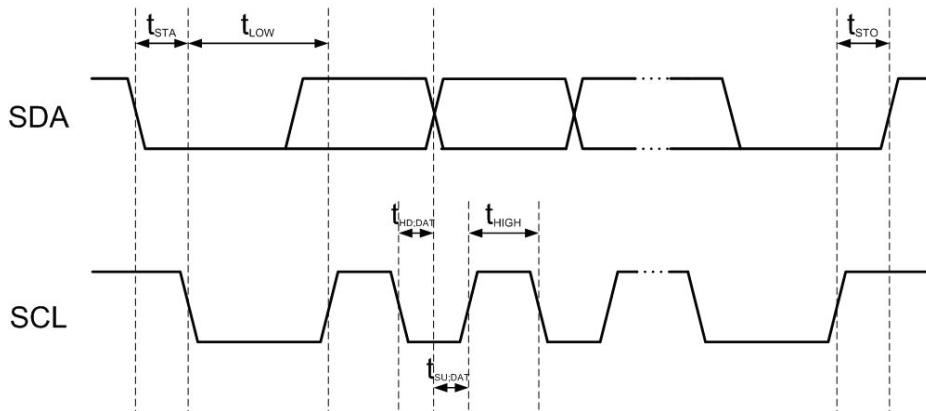 tSTA
tLOW
tSTO
SDA
tHD;DAT
tHIGH
SCL
tSU;DAT